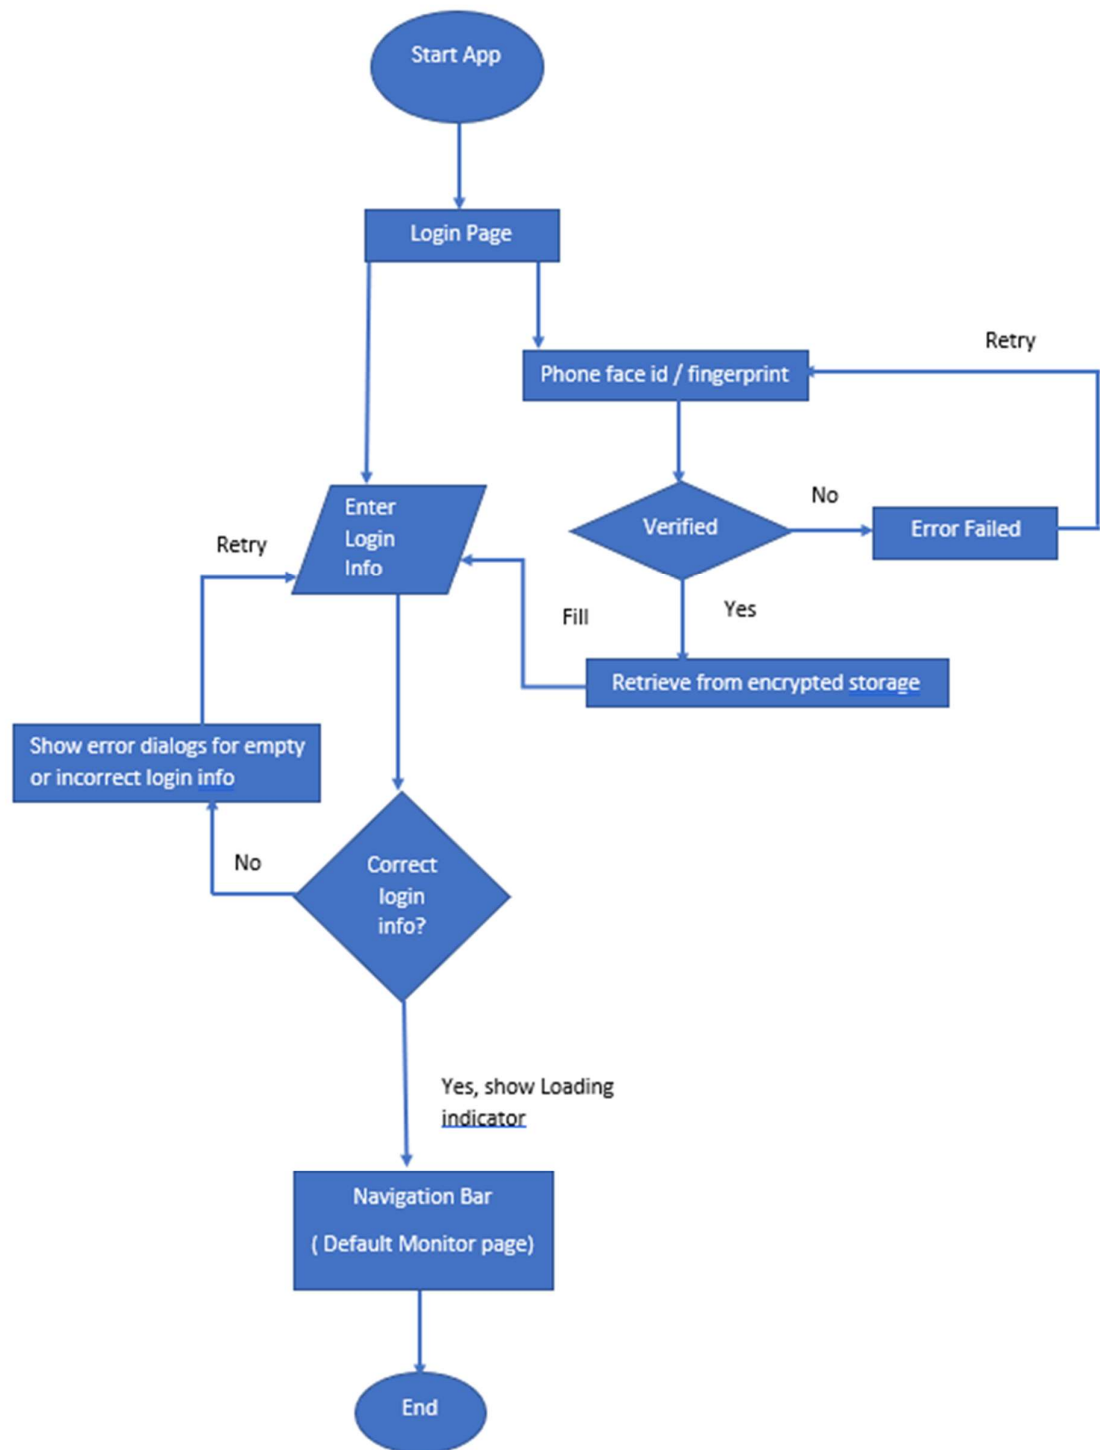 Start App
Login Page
Retry
Phone face id / fingerprint
Enter
Login
Info
No
Verified
Error Failed
Retry
Fill
Yes
Retrieve from encrypted storage
Show error dialogs for empty
or incorrect login info
No
Correct
login
info?
Yes, show Loading
indicator
Navigation Bar
( Default Monitor page)
End